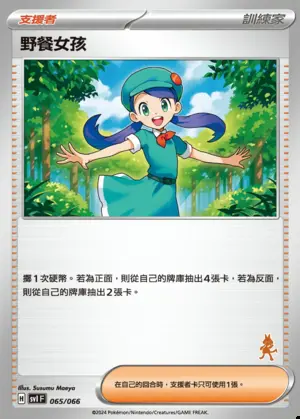 支援者
訓練家
野餐女孩
擲1次硬幣。若為正面，則從自己的牌庫抽出4張卡，若為反面，
則從自己的牌庫抽出2張卡。
Illus. Susumu Maeya
H svI F 065/066
在自己的回合時，支援者卡只可使用1張。
©2024 Pokémon/Nintendo/Creatures/GAME FREAK.